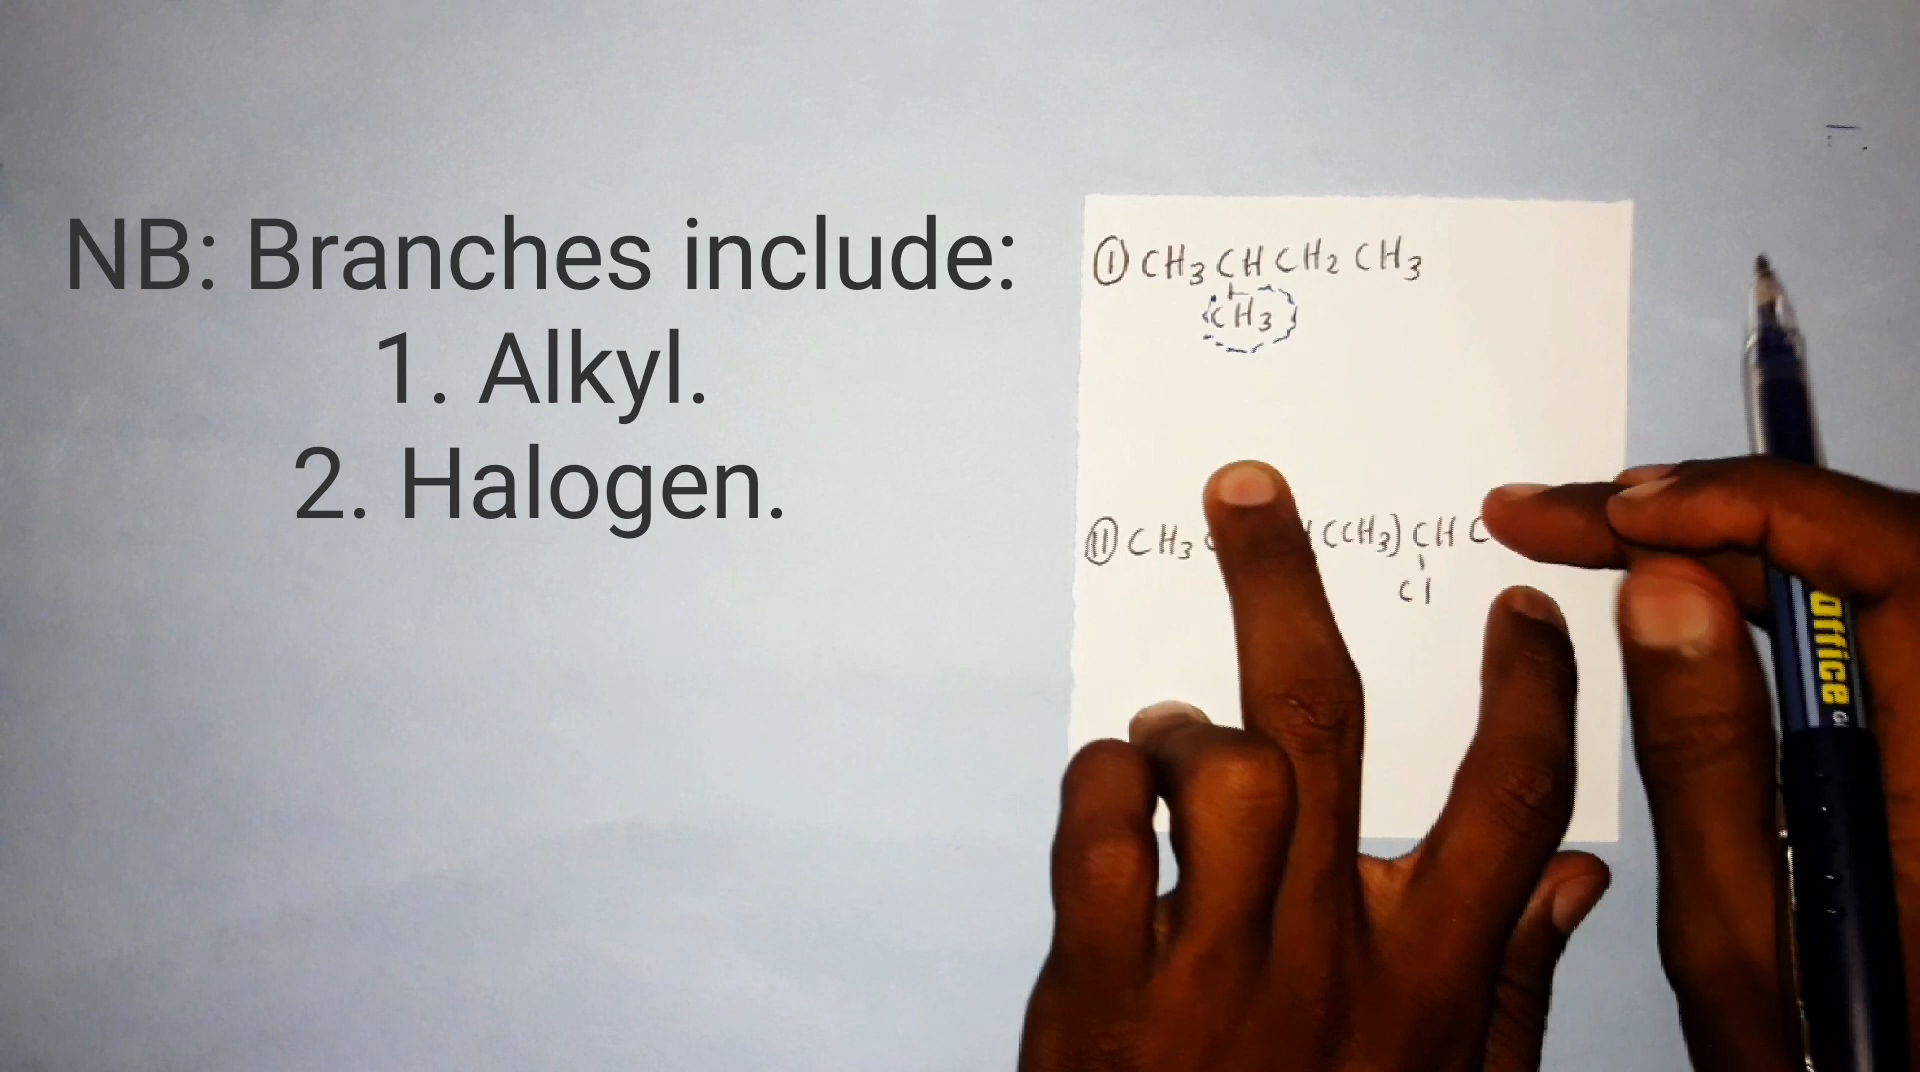 NB: Branches include:
1. Alkyl.
2. Halogen.
① CH3 CH CH2 CH3
CH3
⑪ CH3 (CH3) CH C
Cl
office